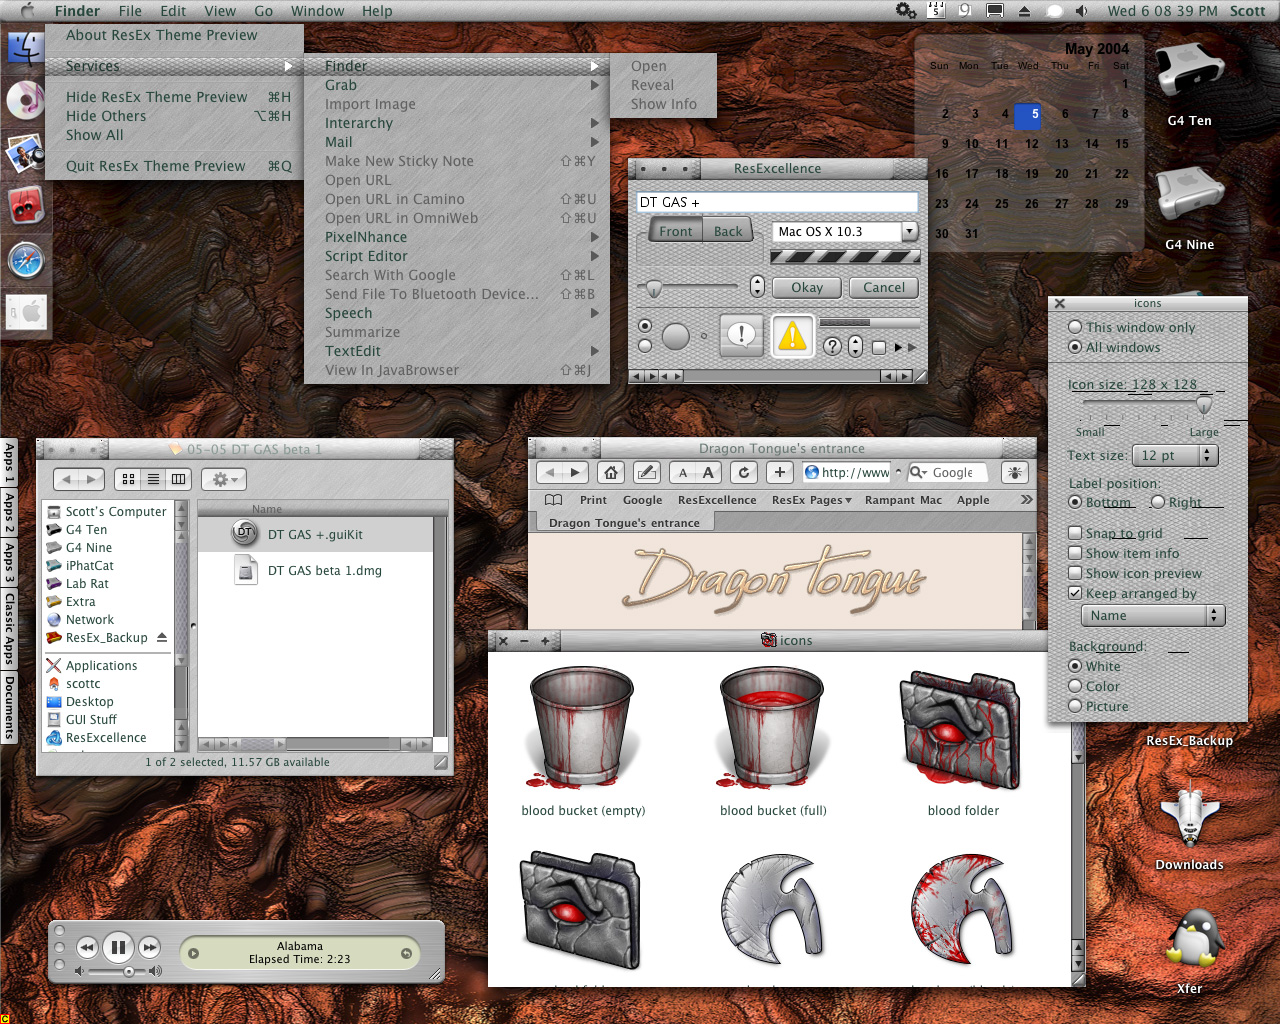 Finder File Edit View Go Window Help
5
Wed 6 08 39 PM Scott
About ResEx Theme Preview
Services
Hide ResEx Theme Preview ⌘H
Hide Others ⌥⌘H
Show All
Quit ResEx Theme Preview ⌘Q
Finder
Grab
Import Image
Interarchy
Mail
Make New Sticky Note ⇧⌘Y
Open URL
Open URL in Camino ⇧⌘U
Open URL in OmniWeb ⇧⌘U
PixelNhance
Script Editor
Search With Google ⇧⌘L
Send File To Bluetooth Device... ⇧⌘B
Speech
Summarize
TextEdit
View In JavaBrowser ⇧⌘J
Open
Reveal
Show Info
May 2004
Sun Mon Tue Wed Thu Fri Sat
1
2 3 4 5 6 7 8
9 10 11 12 13 14 15
16 17 18 19 20 21 22
23 24 25 26 27 28 29
30 31
G4 Ten
G4 Nine
ResExcellence
DT GAS +
Front Back
Mac OS X 10.3
Okay Cancel
icons
This window only
All windows
Icon size: 128 x 128
Small Large
Text size: 12 pt
Label position:
Bottom Right
Snap to grid
Show item info
Show icon preview
Keep arranged by
Name
Background:
White
Color
Picture
Apps 1
Apps 2
Apps 3
Classic Apps
Documents
05-05 DT GAS beta 1
Scott's Computer
G4 Ten
G4 Nine
iPhatCat
Lab Rat
Extra
Network
ResEx_Backup
Applications
scottc
Desktop
GUI Stuff
ResExcellence
Name
DT
DT GAS +.guiKit
DT GAS beta 1.dmg
1 of 2 selected, 11.57 GB available
Dragon Tongue's entrance
A A
http://www
Google
Print Google ResExcellence ResEx Pages Rampant Mac Apple
Dragon Tongue's entrance
Dragon Tongue
icons
blood bucket (empty)
blood bucket (full)
blood folder
ResEx_Backup
Downloads
Xfer
Alabama
Elapsed Time: 2:23
C